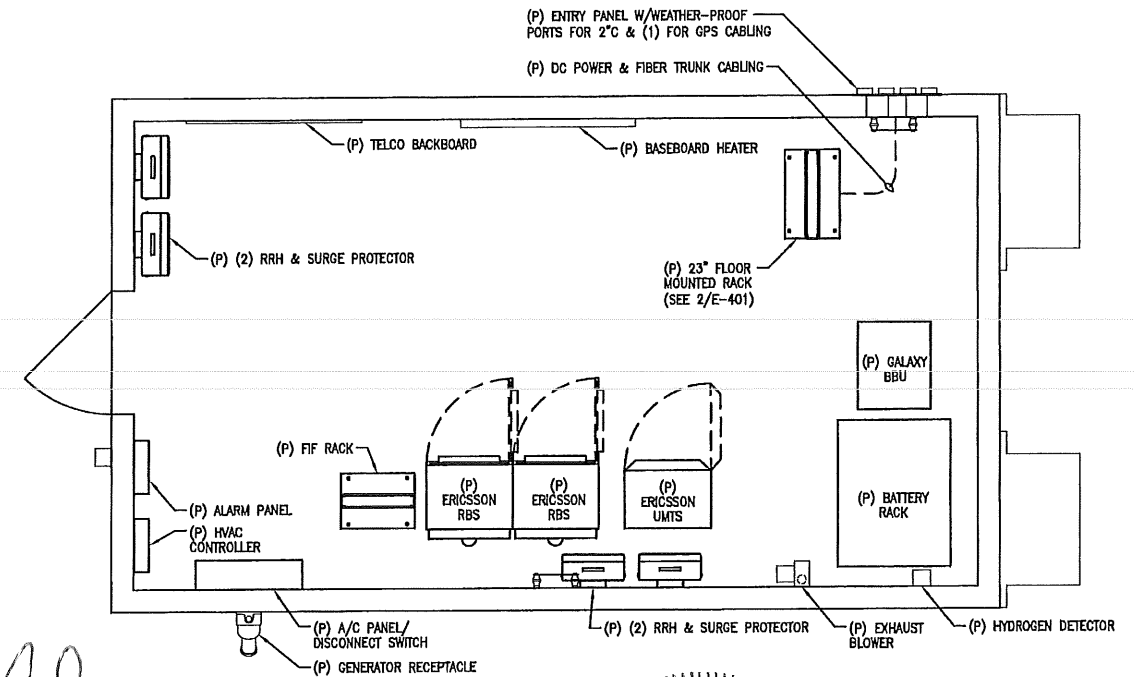 (P) ENTRY PANEL W/WEATHER-PROOF
PORTS FOR 2"C & (1) FOR GPS CABLING
(P) DC POWER & FIBER TRUNK CABLING
(P) TELCO BACKBOARD
(P) BASEBOARD HEATER
(P) (2) RRH & SURGE PROTECTOR
(P) 23" FLOOR
MOUNTED RACK
(SEE 2/E-401)
(P) GALAXY
BBU
(P) FIF RACK
(P)
ERICSSON
RBS
(P)
ERICSSON
RBS
(P)
ERICSSON
UMTS
(P) BATTERY
RACK
(P) ALARM PANEL
(P) HVAC
CONTROLLER
(P) A/C PANEL/
DISCONNECT SWITCH
(P) (2) RRH & SURGE PROTECTOR
(P) EXHAUST
BLOWER
(P) HYDROGEN DETECTOR
(P) GENERATOR RECEPTACLE